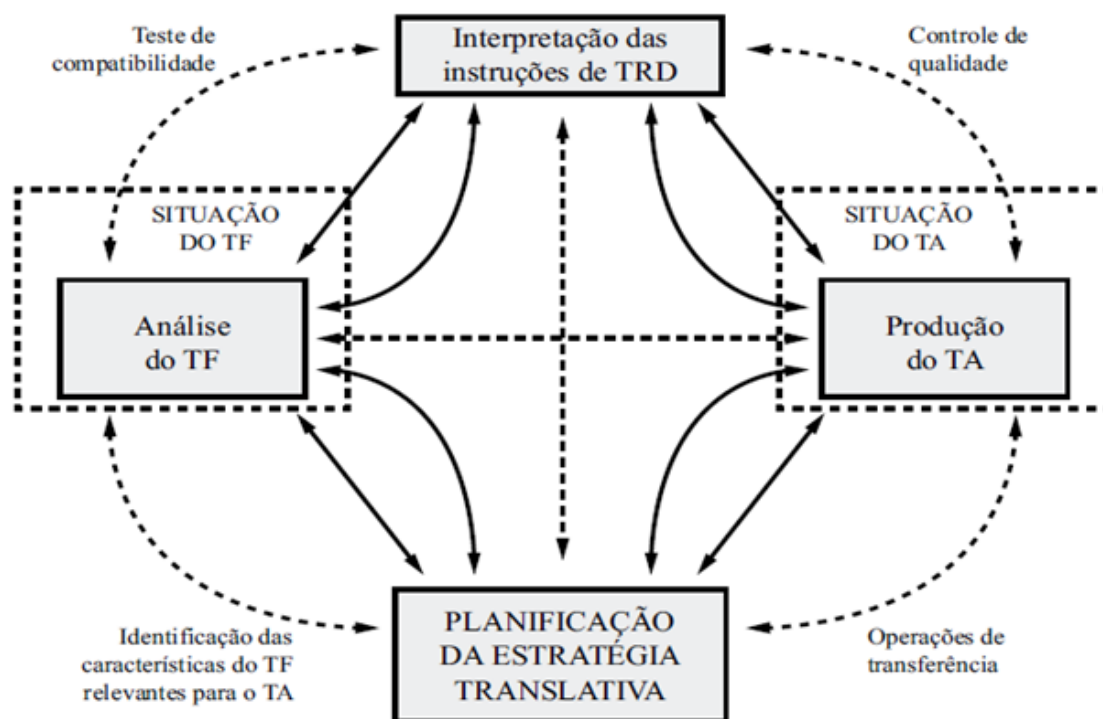 Teste de
compatibilidade
Interpretação das
instruções de TRD
Controle de
qualidade
SITUAÇÃO
DO TF
SITUAÇÃO
DO TA
Análise
do TF
Produção
do TA
Identificação das
características do TF
relevantes para o TA
PLANIFICAÇÃO
DA ESTRATÉGIA
TRANSLATIVA
Operações de
transferência